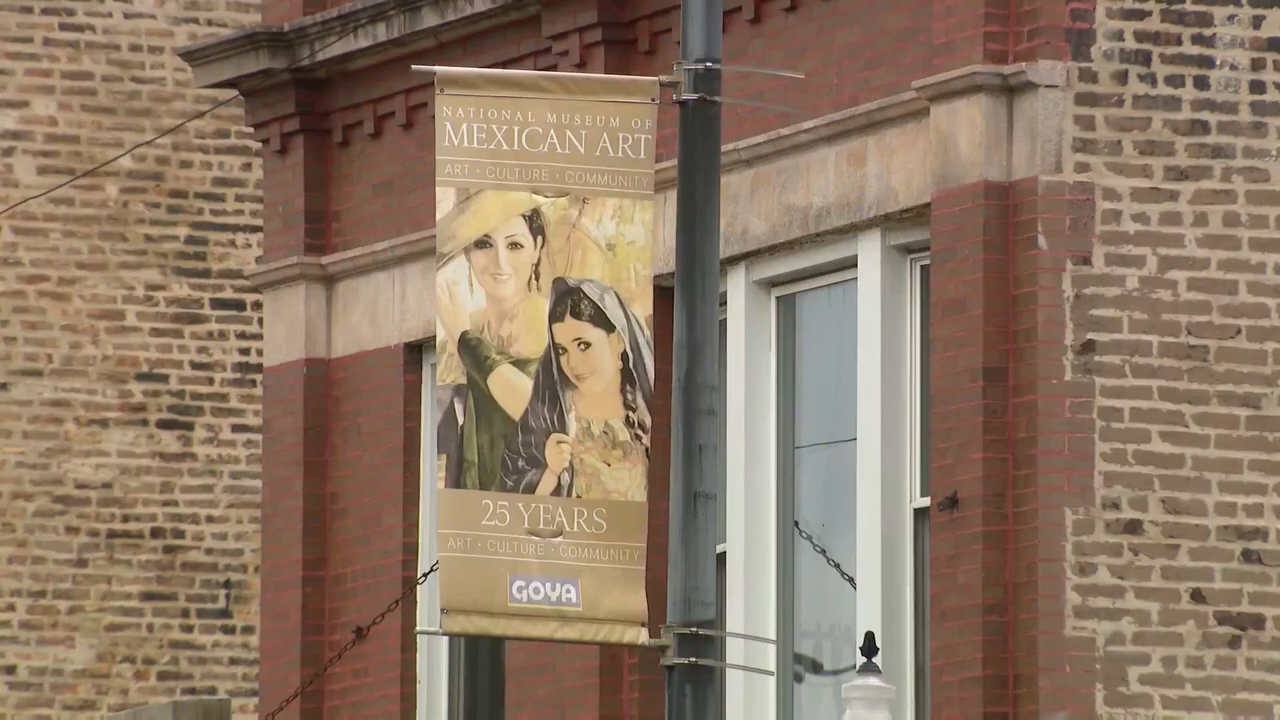 NATIONAL MUSEUM OF
MEXICAN ART
ART · CULTURE · COMMUNITY
25 YEARS
ART · CULTURE · COMMUNITY
GOYA